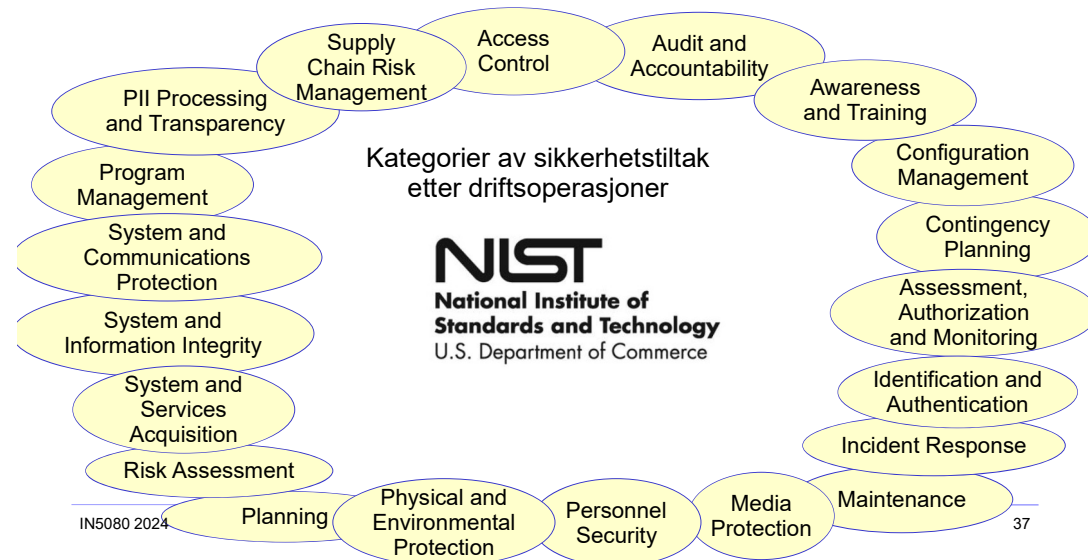 Supply
Chain Risk
Management
Access
Control
Audit and
Accountability
Awareness
and Training
Configuration
Management
Contingency
Planning
Assessment,
Authorization
and Monitoring
Identification and
Authentication
Incident Response
Maintenance
Media
Protection
Personnel
Security
Physical and
Environmental
Protection
Planning
Risk Assessment
System and
Services
Acquisition
System and
Information Integrity
System and
Communications
Protection
Program
Management
PII Processing
and Transparency
Kategorier av sikkerhetstiltak
etter driftsoperasjoner
NIST
National Institute of
Standards and Technology
U.S. Department of Commerce
IN5080 2024
37